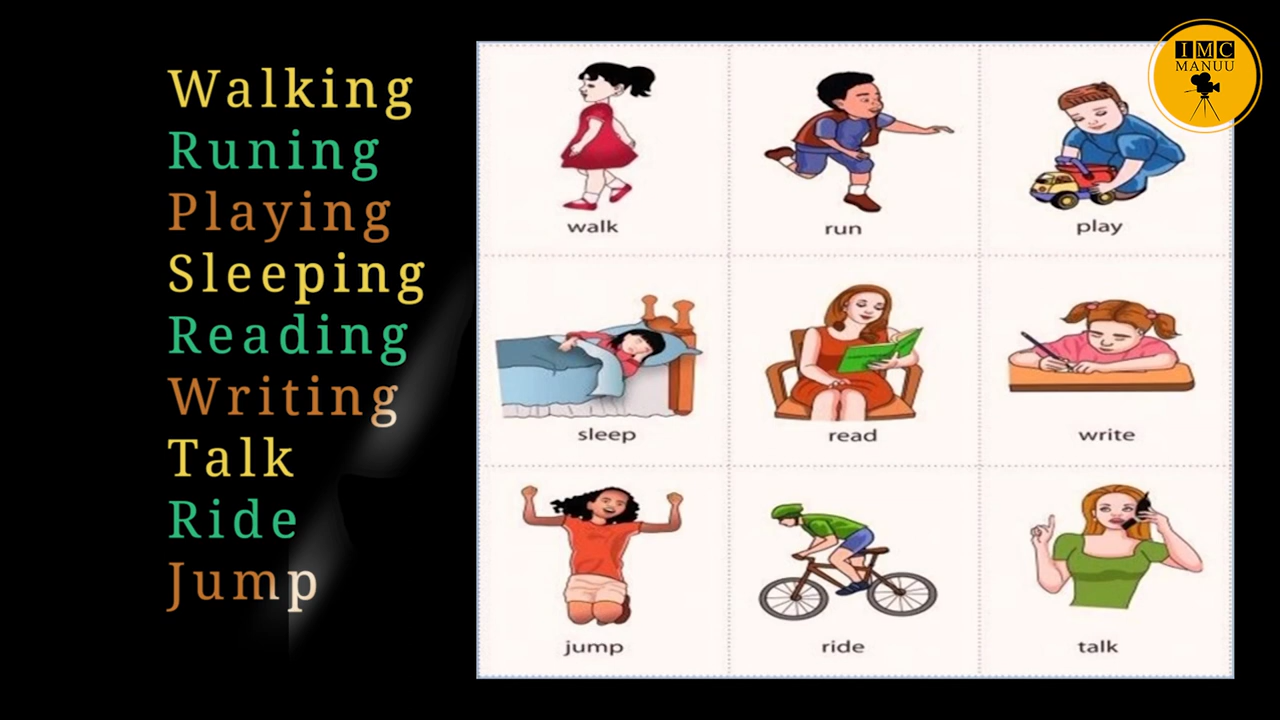 Walking
Runing
Playing
Sleeping
Reading
Writing
Talk
Ride
Jump
walk
run
play
sleep
read
write
jump
ride
talk
IMC
MANUU